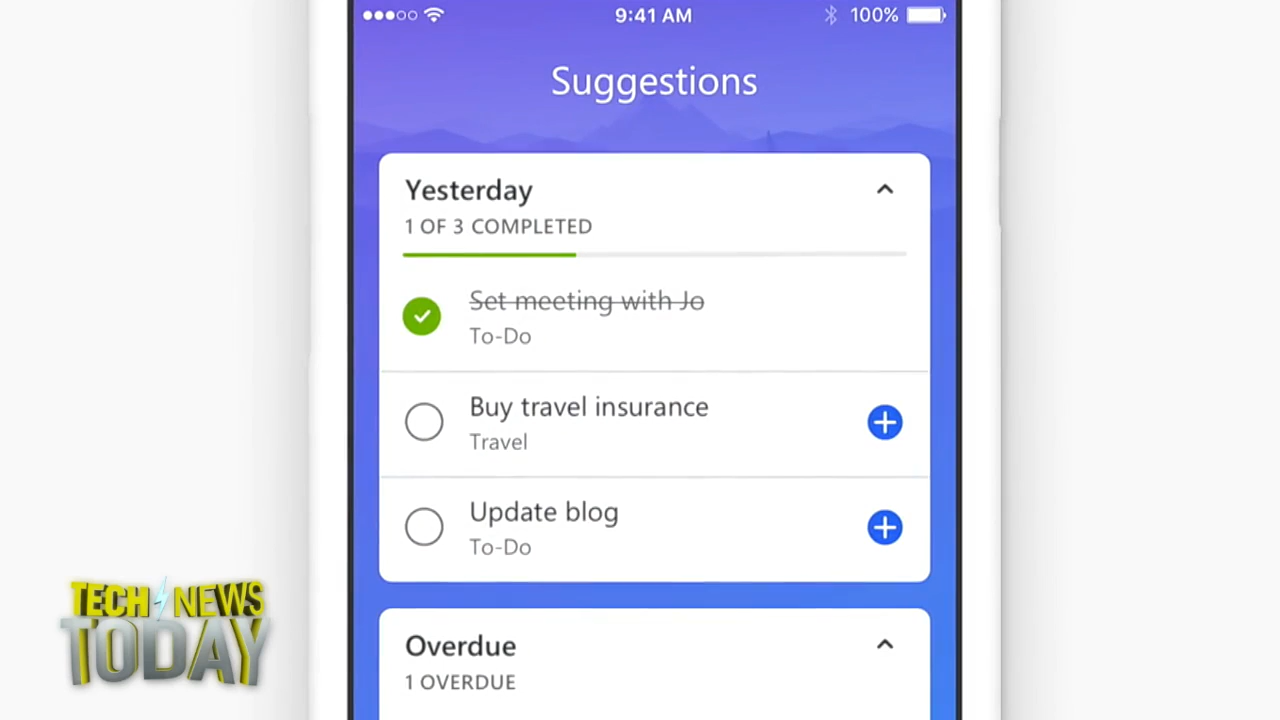 9:41 AM 100%
Suggestions
Yesterday
1 OF 3 COMPLETED
Set meeting with Jo
To-Do
Buy travel insurance
Travel
Update blog
To-Do
Overdue
1 OVERDUE
TECH NEWS
TODAY